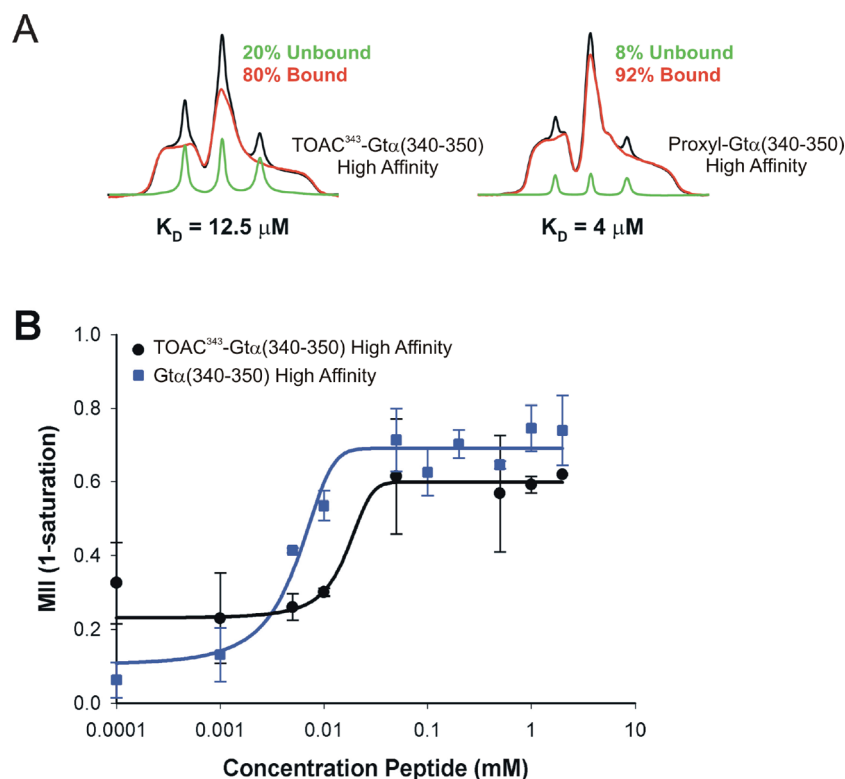 A
20% Unbound
80% Bound
TOAC³⁴³-Gtα(340-350)
High Affinity
K_D = 12.5 μM
8% Unbound
92% Bound
Proxyl-Gtα(340-350)
High Affinity
K_D = 4 μM
B
TOAC³⁴³-Gtα(340-350) High Affinity
Gtα(340-350) High Affinity
MII (1-saturation)
1.0
0.8
0.6
0.4
0.2
0.0
0.0001 0.001 0.01 0.1 1 10
Concentration Peptide (mM)